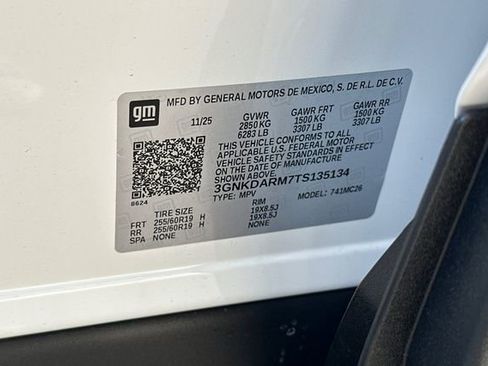 gm
MFD BY GENERAL MOTORS DE MEXICO, S. DE R.L. DE C.V.
11/25 GVWR GAWR FRT GAWR RR
2850 KG 1500 KG 1500 KG
6283 LB 3307 LB 3307 LB
THIS VEHICLE CONFORMS TO ALL
APPLICABLE U.S. FEDERAL MOTOR
VEHICLE SAFETY STANDARDS IN EFFECT
ON THE DATE OF MANUFACTURE
SHOWN ABOVE.
3GNKDARM7TS135134
TYPE: MPV MODEL: 741MC26
8624
TIRE SIZE RIM
FRT 255/60R19 H 19X8.5J
RR 255/60R19 H 19X8.5J
SPA NONE NONE